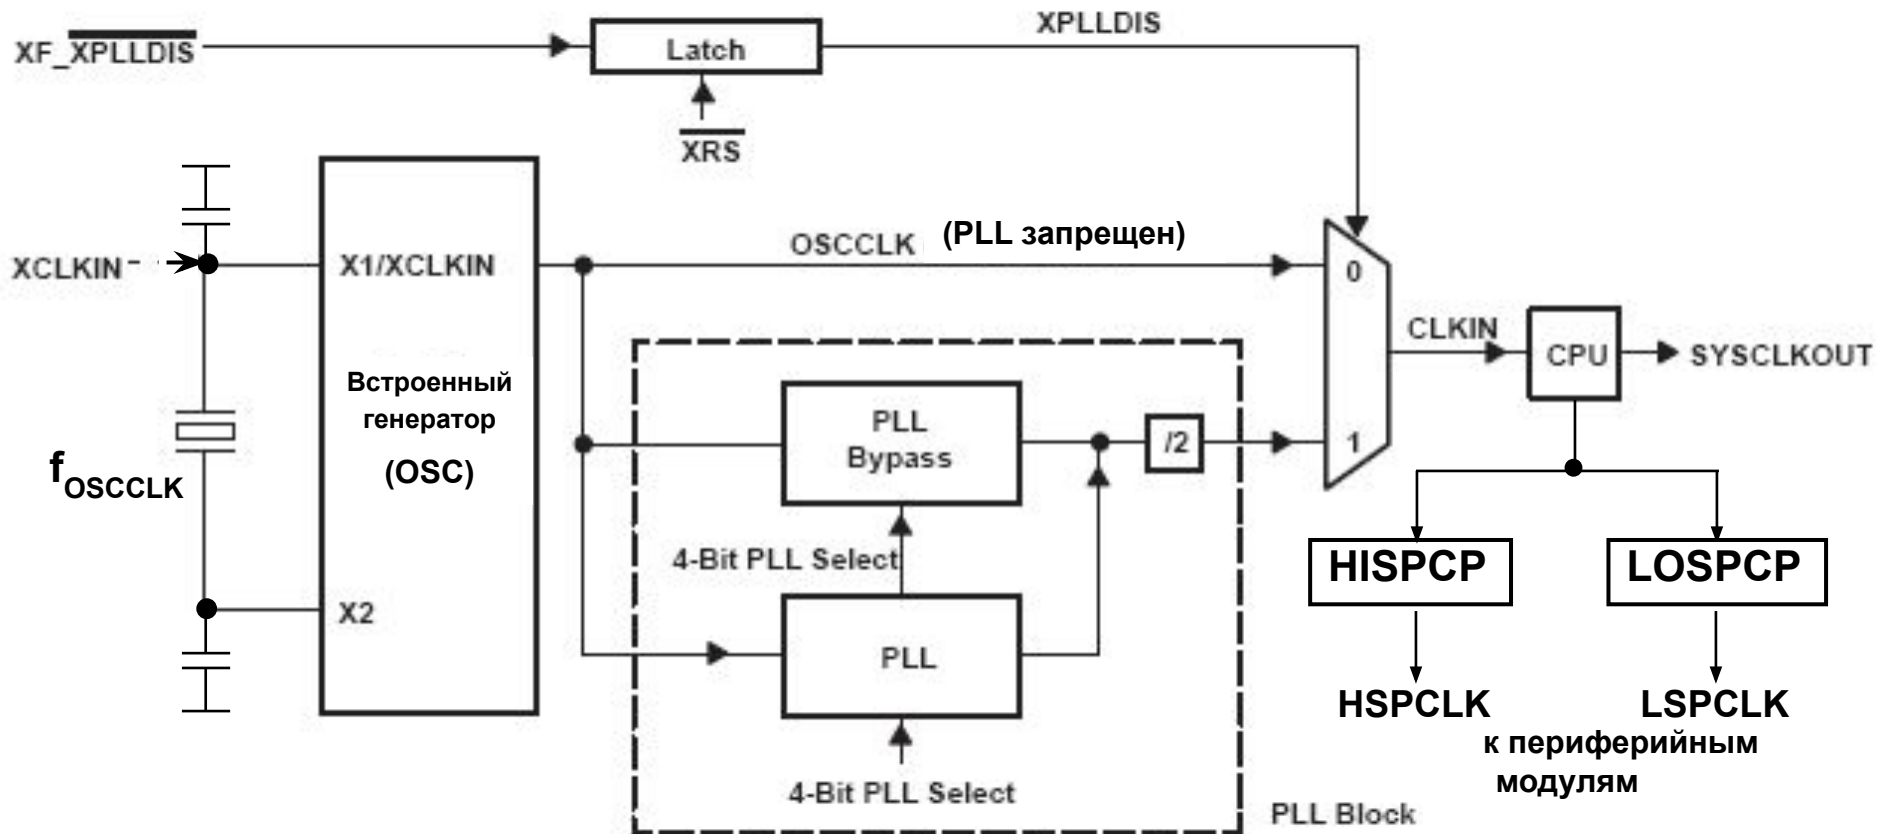 XF_XPLLDIS
Latch
XPLLDIS
XRS
XCLKIN
X1/XCLKIN
OSCCLK (PLL запрещен)
0
Встроенный
генератор
(OSC)
fOSCCLK
X2
PLL
Bypass
/2
1
CLKIN
CPU
SYSCLKOUT
4-Bit PLL Select
PLL
4-Bit PLL Select
PLL Block
HISPCP
LOSPCP
HSPCLK
LSPCLK
к периферийным
модулям